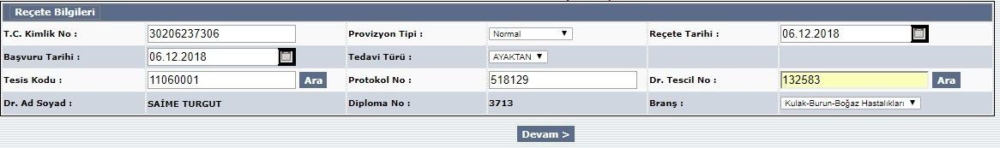 Reçete Bilgileri
T.C. Kimlik No : 30206237306 Provizyon Tipi : Normal Reçete Tarihi : 06.12.2018
Başvuru Tarihi : 06.12.2018 Tedavi Türü : AYAKTAN
Tesis Kodu : 11060001 Ara Protokol No : 518129 Dr. Tescil No : 132583 Ara
Dr. Ad Soyad : SAİME TURGUT Diploma No : 3713 Branş : Kulak-Burun-Boğaz Hastalıkları
Devam >